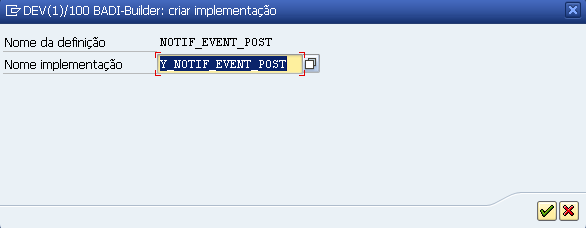 DEV(1)/100 BADI-Builder: criar implementação
Nome da definição NOTIF_EVENT_POST
Nome implementação Y_NOTIF_EVENT_POST